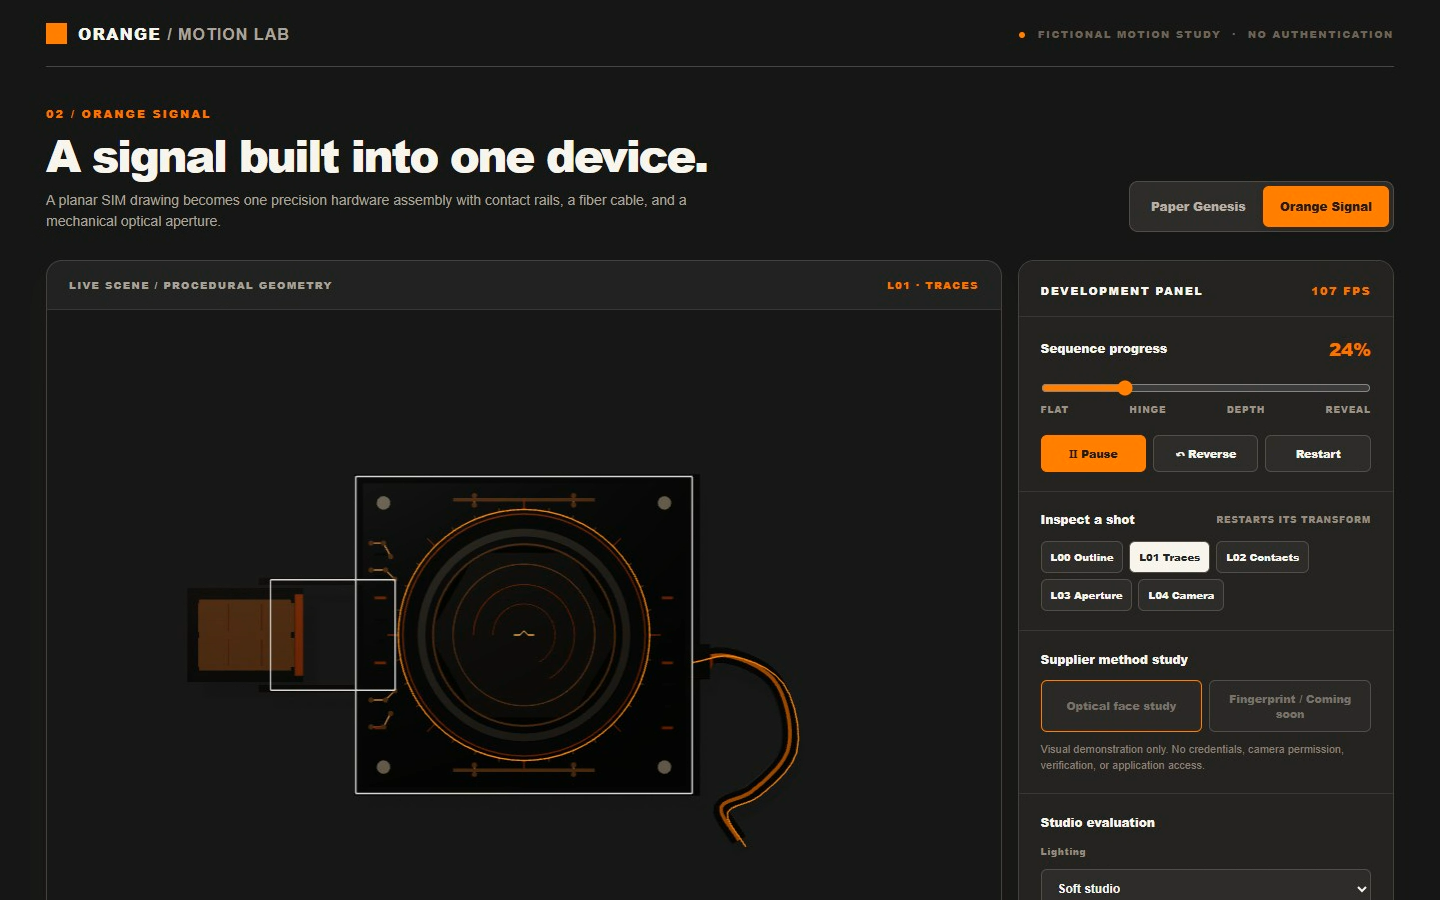 ORANGE / MOTION LAB
FICTIONAL MOTION STUDY · NO AUTHENTICATION
02 / ORANGE SIGNAL
A signal built into one device.
A planar SIM drawing becomes one precision hardware assembly with contact rails, a fiber cable, and a
mechanical optical aperture.
Paper Genesis
Orange Signal
LIVE SCENE / PROCEDURAL GEOMETRY
L01 · TRACES
DEVELOPMENT PANEL
107 FPS
Sequence progress
24%
FLAT HINGE DEPTH REVEAL
II Pause
↶ Reverse
Restart
Inspect a shot
RESTARTS ITS TRANSFORM
L00 Outline
L01 Traces
L02 Contacts
L03 Aperture
L04 Camera
Supplier method study
Optical face study
Fingerprint / Coming
soon
Visual demonstration only. No credentials, camera permission,
verification, or application access.
Studio evaluation
Lighting
Soft studio